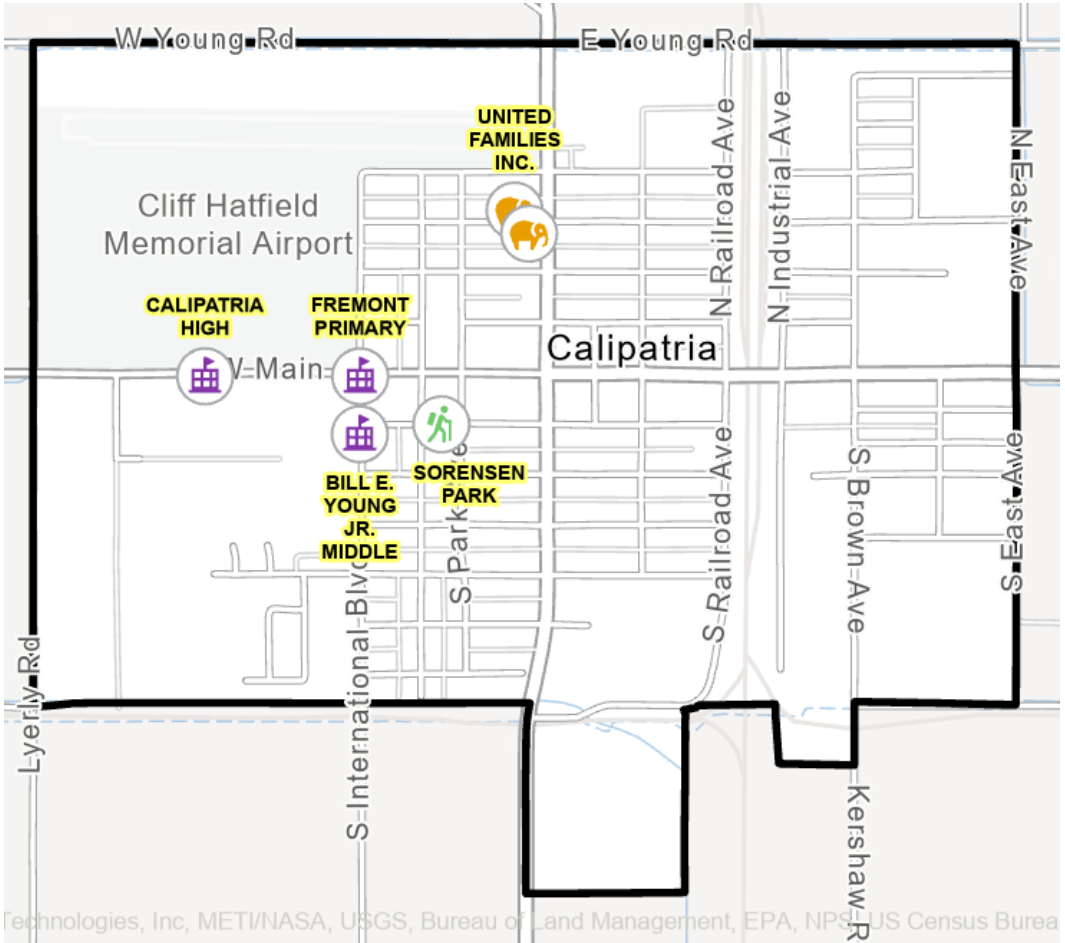 W Young Rd
E Young Rd
UNITED
FAMILIES
INC.
N Railroad Ave
N Industrial Ave
N East Ave
Cliff Hatfield
Memorial Airport
CALIPATRIA
HIGH
FREMONT
PRIMARY
W Main
Calipatria
SORENSEN
PARK
BILL E.
YOUNG
JR.
MIDDLE
S Park
S Railroad Ave
S Brown Ave
S East Ave
S International Blvd
Lyerly Rd
Kershaw R
Technologies, Inc, METI/NASA, USGS, Bureau of Land Management, EPA, NPS, US Census Burea